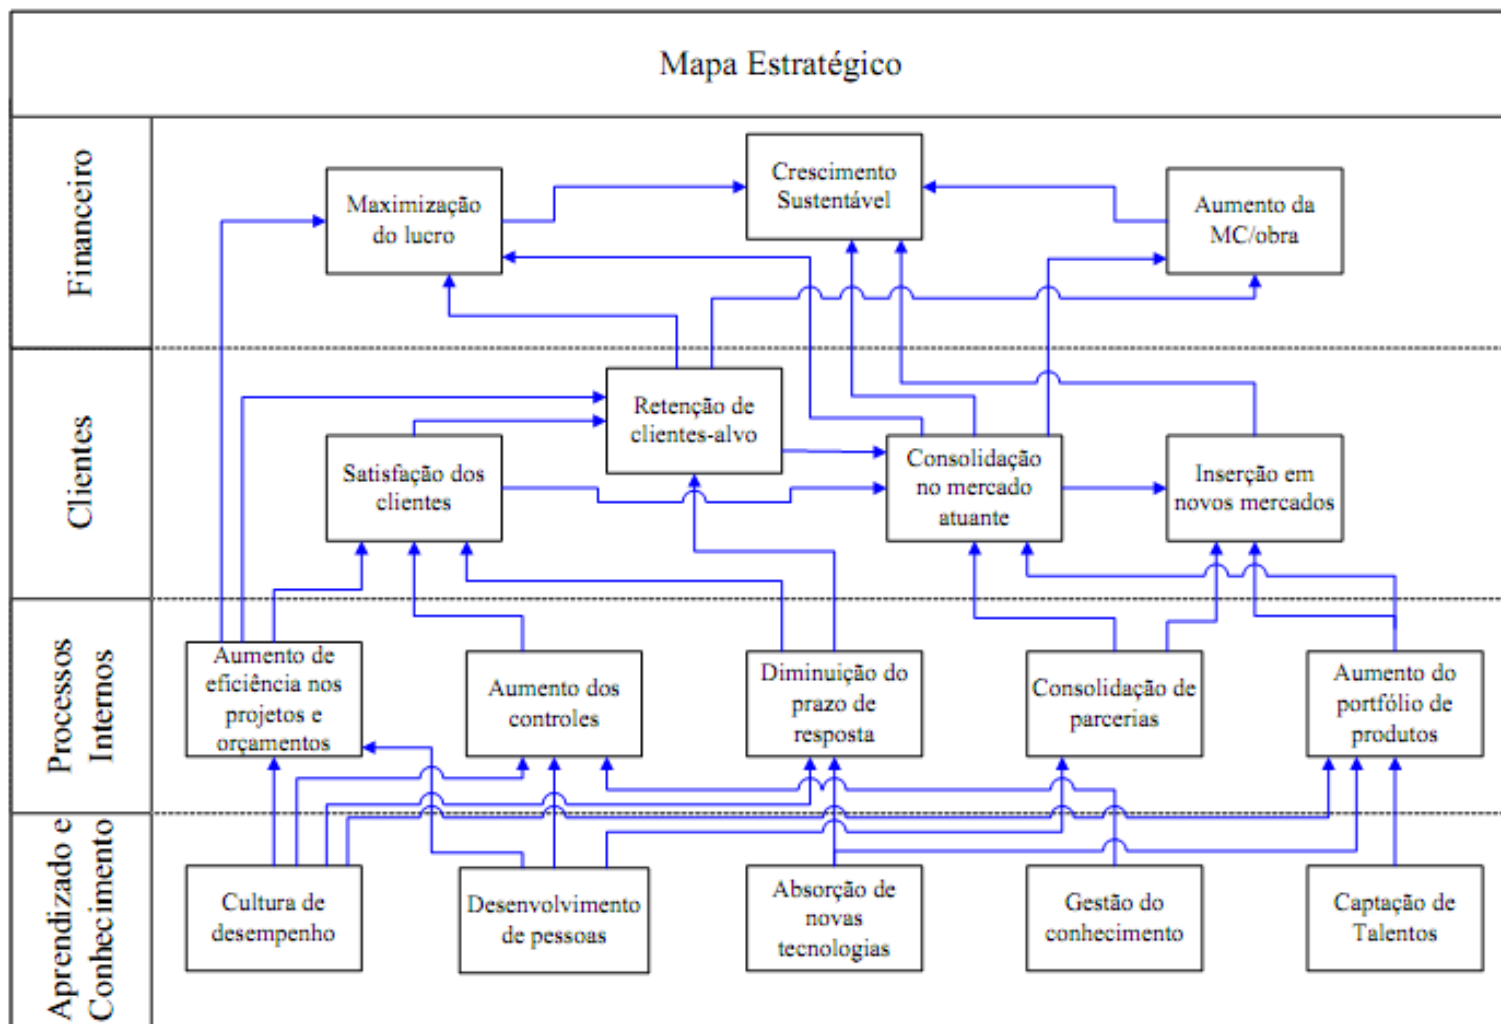 Mapa Estratégico
Financeiro
Maximização
do lucro
Crescimento
Sustentável
Aumento da
MC/obra
Clientes
Satisfação dos
clientes
Retenção de
clientes-alvo
Consolidação
no mercado
atuante
Inserção em
novos mercados
Processos
Internos
Aumento de
eficiência nos
projetos e
orçamentos
Aumento dos
controles
Diminuição do
prazo de
resposta
Consolidação de
parcerias
Aumento do
portfólio de
produtos
Aprendizado e
Conhecimento
Cultura de
desempenho
Desenvolvimento
de pessoas
Absorção de
novas
tecnologias
Gestão do
conhecimento
Captação de
Talentos